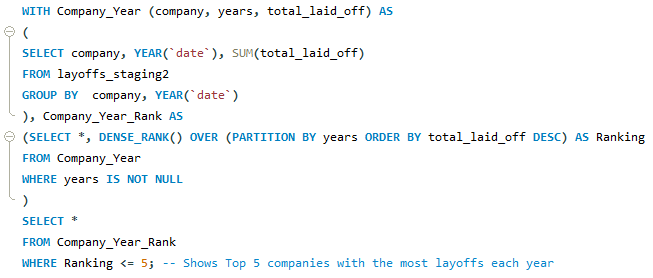 WITH Company_Year (company, years, total_laid_off) AS
(
SELECT company, YEAR(`date`), SUM(total_laid_off)
FROM layoffs_staging2
GROUP BY  company, YEAR(`date`)
), Company_Year_Rank AS
(SELECT *, DENSE_RANK() OVER (PARTITION BY years ORDER BY total_laid_off DESC) AS Ranking
FROM Company_Year
WHERE years IS NOT NULL
)
SELECT *
FROM Company_Year_Rank
WHERE Ranking <= 5; -- Shows Top 5 companies with the most layoffs each year